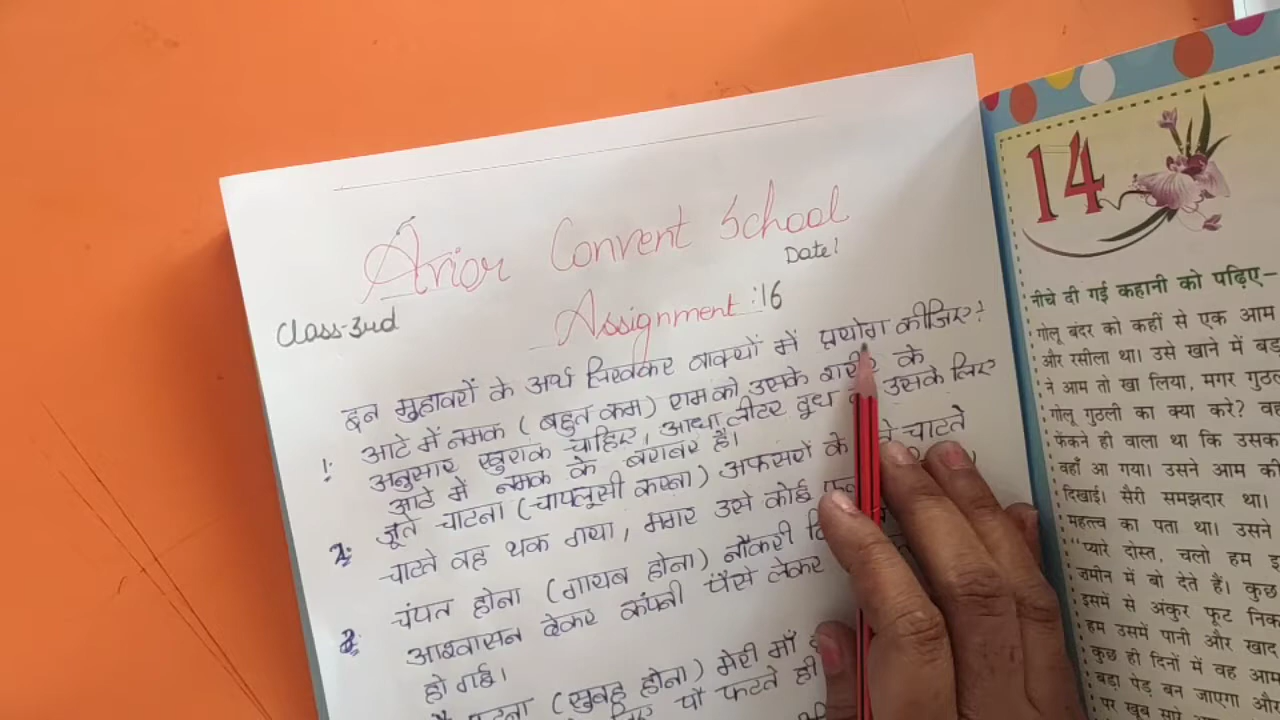 Arior Convent School
Date!
Class-3rd
Assignment :16
इन मुहावरों के अर्थ लिखकर वाक्यों में प्रयोग कीजिए:
1: आटे में नमक (बहुत कम) राम को उसके शरीर के
अनुसार खुराक चाहिए, आधा लीटर दूध उसके लिए
आटे में नमक के बराबर है।
2: जूते चाटना (चापलूसी करना) अफसरों के चाटते
चाटते वह थक गया, मगर उसे कोई
चंपत होना (गायब होना) नौकरी
आश्वासन देकर कंपनी पैसे लेकर
हो गई।
(सुबह होना) मेरी माँ
पौ फटते ही
14
नीचे दी गई कहानी को पढ़िए-
गोलू बंदर को कहीं से एक आम
और रसीला था। उसे खाने में
ने आम तो खा लिया, मगर
गोलू गुठली का क्या करे?
फेंकने ही वाला था कि
वहाँ आ गया। उसने आम की
दिखाई। सैरी समझदार था।
महत्त्व का पता था। उसने
"प्यारे दोस्त, चलो हम
जमीन में बो देते हैं। कुछ
इसमें से अंकुर फूट
हम उसमें पानी और खाद
कुछ ही दिनों में वह आम
बड़ा पेड़ बन जाएगा और
पर खूब